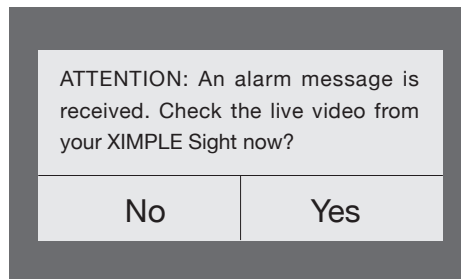 ATTENTION: An alarm message is
received. Check the live video from
your XIMPLE Sight now?
No
Yes